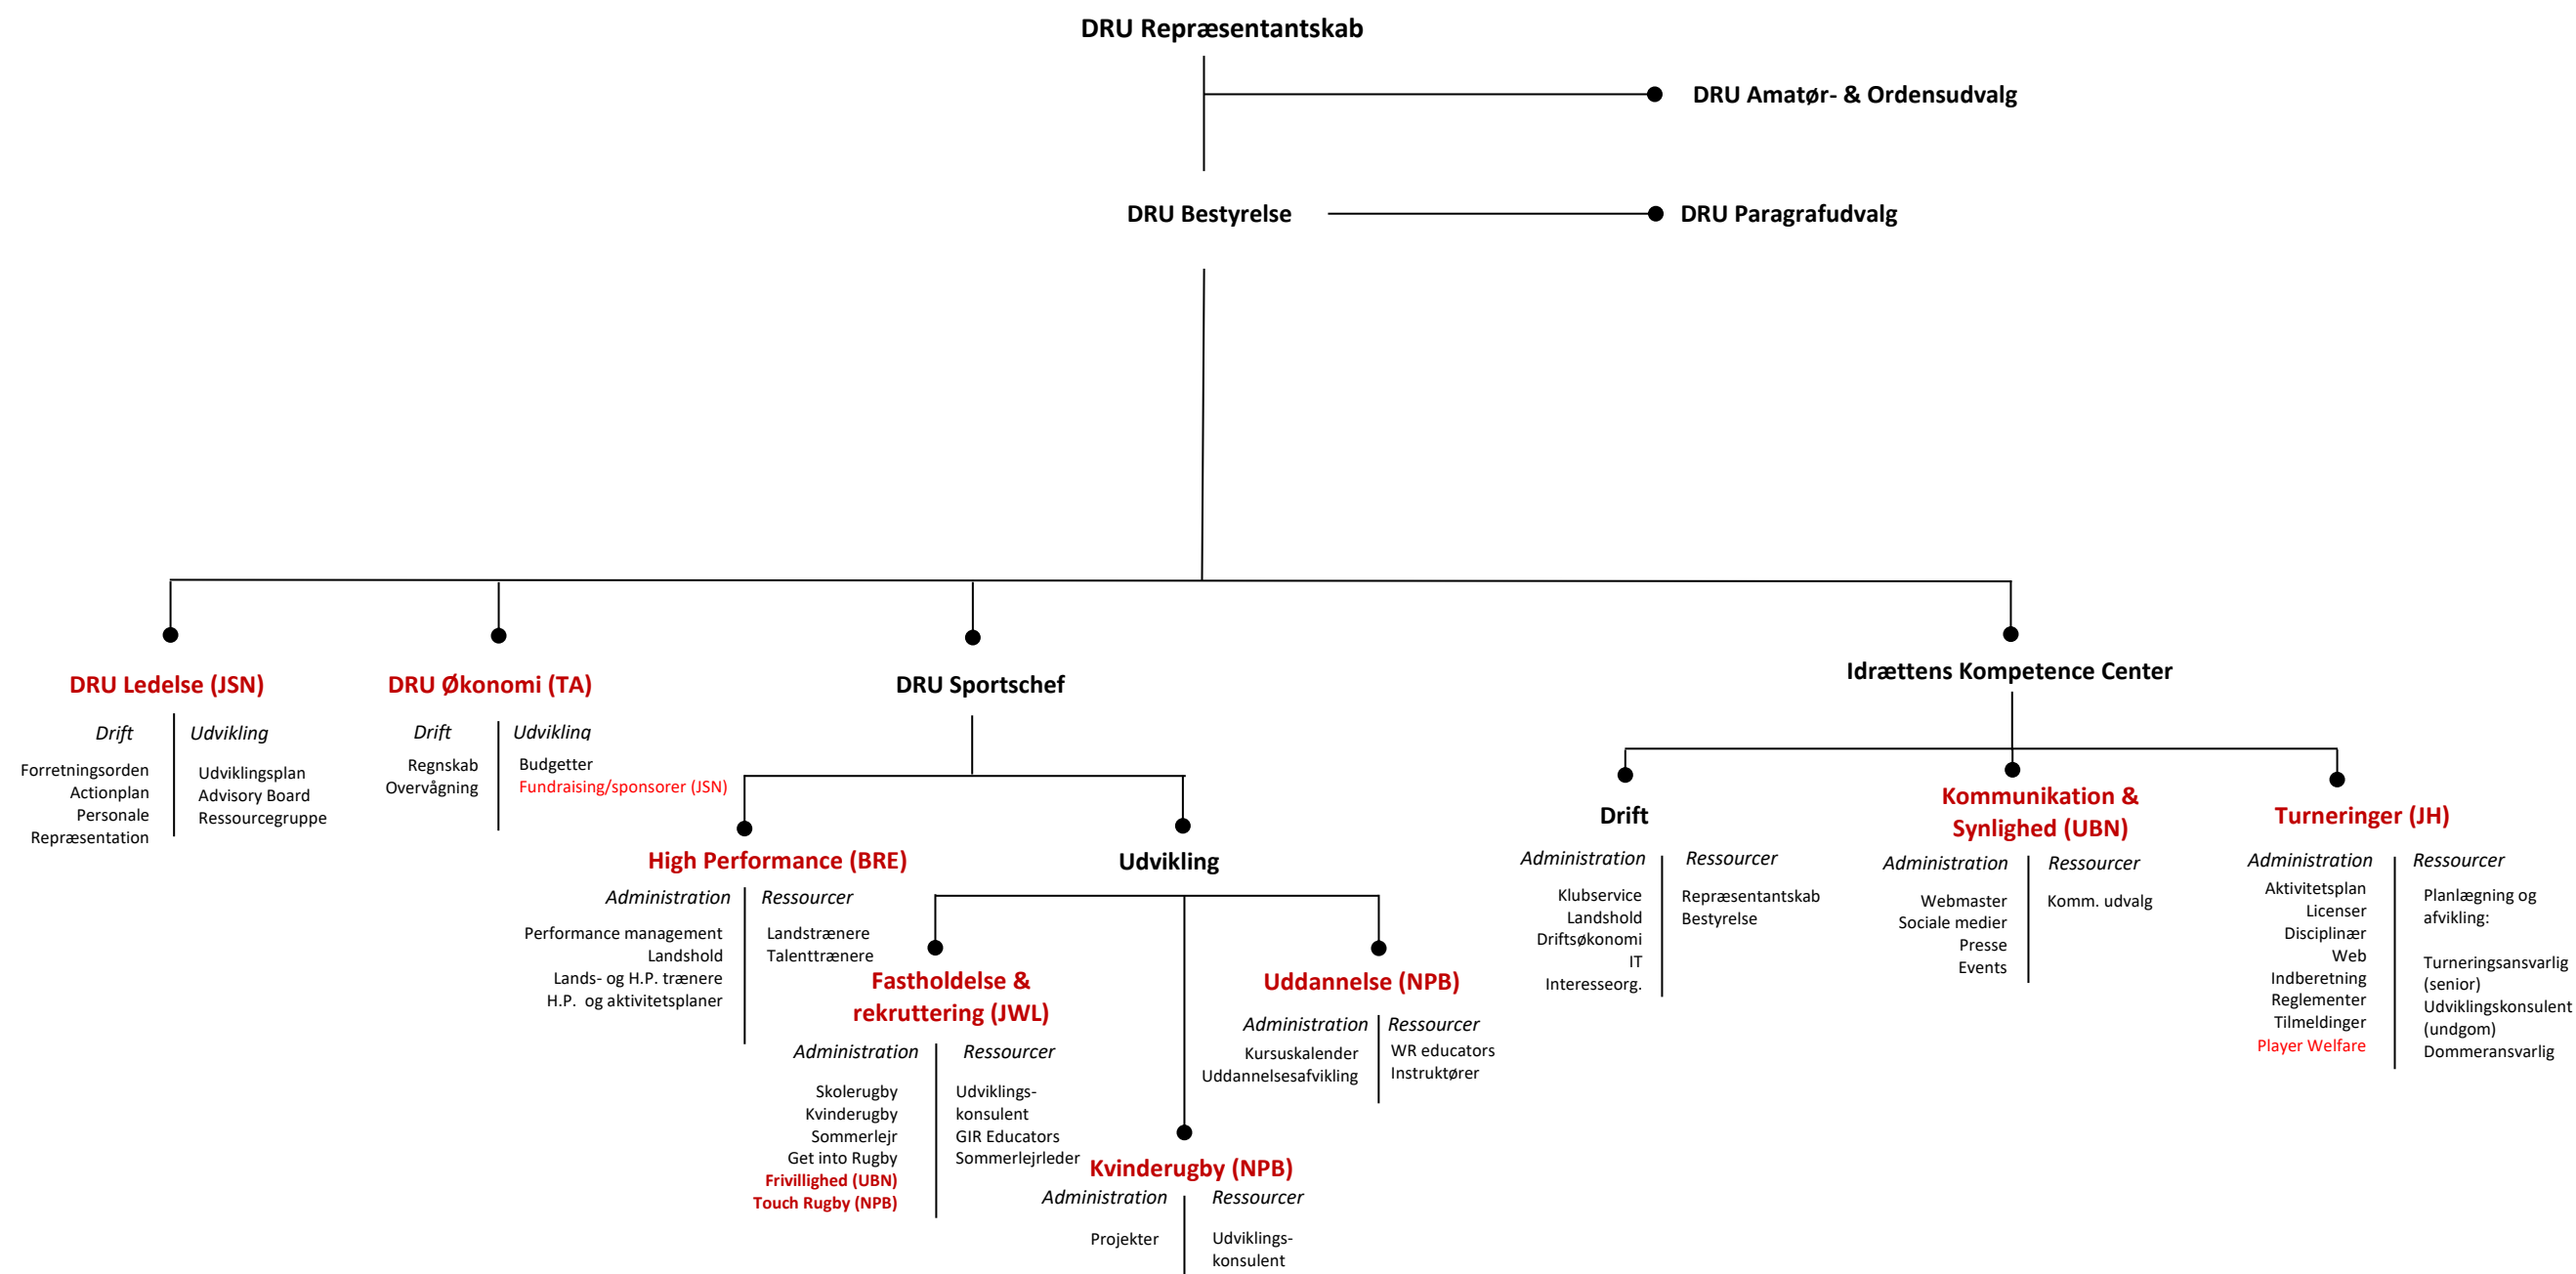 DRU Repræsentantskab
DRU Amatør- & Ordensudvalg
DRU Bestyrelse
DRU Paragrafudvalg
DRU Ledelse (JSN)
Drift
Udvikling
Forretningsorden
Actionplan
Personale
Repræsentation
Udviklingsplan
Advisory Board
Ressourcegruppe
DRU Økonomi (TA)
Drift
Udvikling
Regnskab
Overvågning
Budgetter
Fundraising/sponsorer (JSN)
DRU Sportschef
High Performance (BRE)
Administration
Ressourcer
Performance management
Landshold
Lands- og H.P. trænere
H.P. og aktivitetsplaner
Landstrænere
Talenttrænere
Udvikling
Fastholdelse &
rekruttering (JWL)
Administration
Ressourcer
Skolerugby
Kvinderugby
Sommerlejr
Get into Rugby
Frivillighed (UBN)
Touch Rugby (NPB)
Udviklings-
konsulent
GIR Educators
Sommerlejrleder
Kvinderugby (NPB)
Administration
Ressourcer
Projekter
Udviklings-
konsulent
Uddannelse (NPB)
Administration
Ressourcer
Kursuskalender
Uddannelsesafvikling
WR educators
Instruktører
Idrættens Kompetence Center
Drift
Administration
Ressourcer
Klubservice
Landshold
Driftsøkonomi
IT
Interesseorg.
Repræsentantskab
Bestyrelse
Kommunikation &
Synlighed (UBN)
Administration
Ressourcer
Webmaster
Sociale medier
Presse
Events
Komm. udvalg
Turneringer (JH)
Administration
Ressourcer
Aktivitetsplan
Licenser
Disciplinær
Web
Indberetning
Reglementer
Tilmeldinger
Player Welfare
Planlægning og
afvikling:
Turneringsansvarlig
(senior)
Udviklingskonsulent
(undgom)
Dommeransvarlig